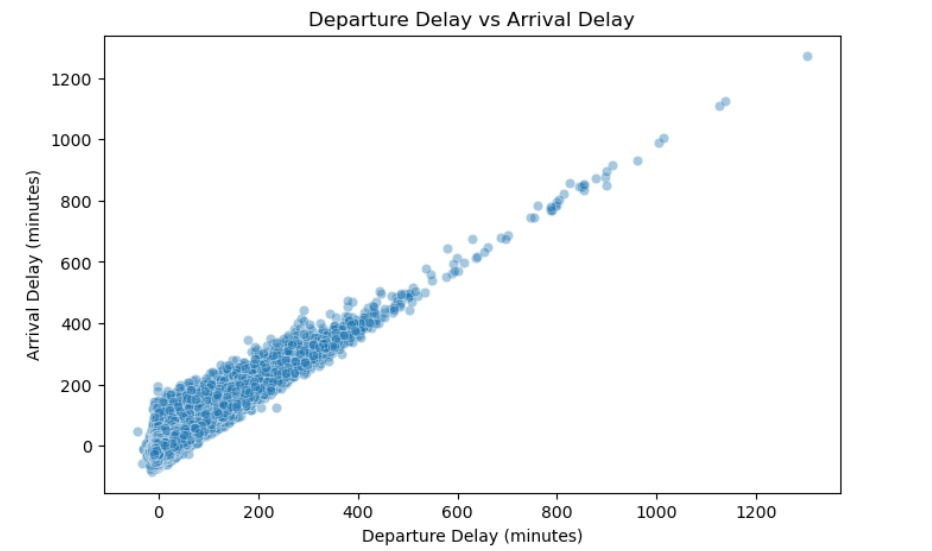 Departure Delay vs Arrival Delay
1200
1000
800
600
400
200
0
Arrival Delay (minutes)
0 200 400 600 800 1000 1200
Departure Delay (minutes)